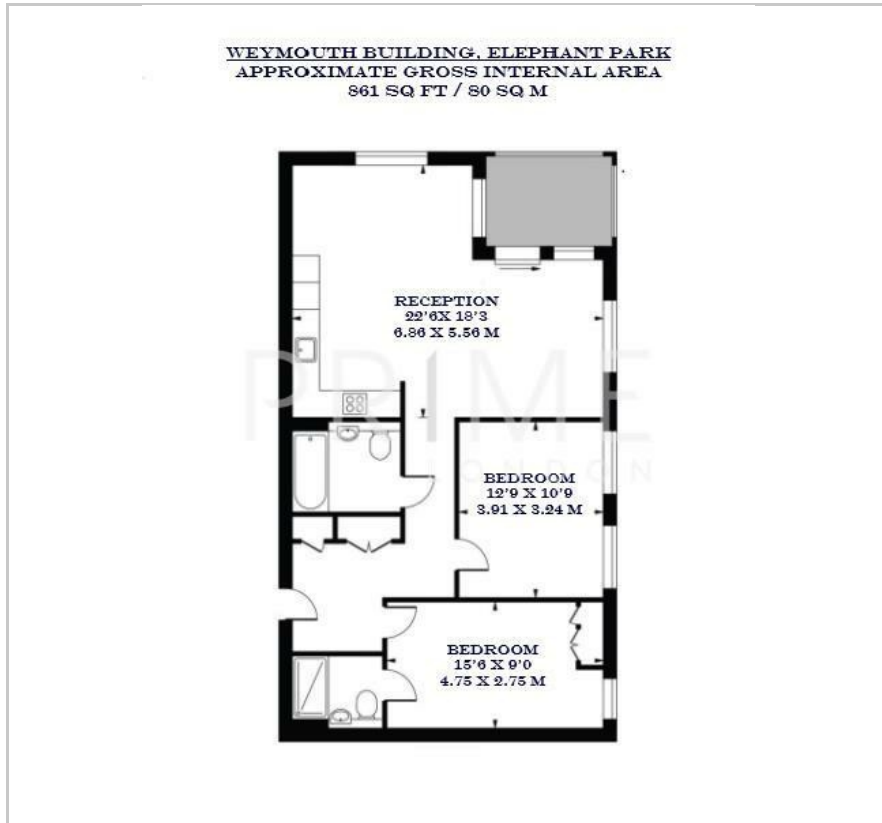 WEYMOUTH BUILDING, ELEPHANT PARK
APPROXIMATE GROSS INTERNAL AREA
861 SQ FT / 80 SQ M
RECEPTION
22'6X 18'3
6.86 X 5.56 M
PRIME
LONDON
BEDROOM
12'9 X 10'9
3.91 X 3.24 M
BEDROOM
15'6 X 9'0
4.75 X 2.75 M